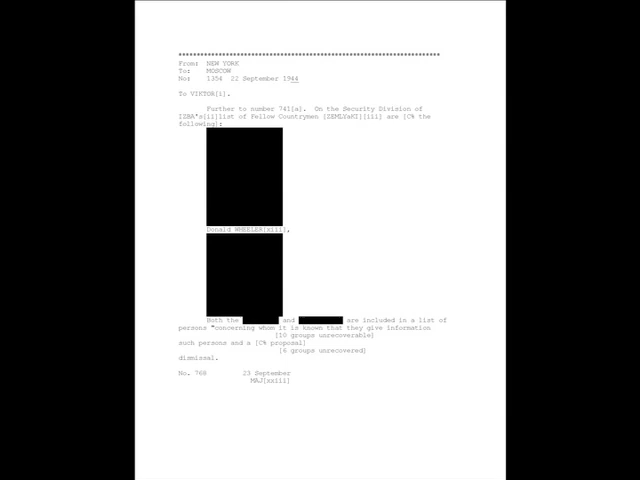 ************************************************************************
From: NEW YORK
To: MOSCOW
No: 1354 22 September 1944
To VIKTOR[i].
Further to number 741[a]. On the Security Division of
IZBA's[ii]list of Fellow Countrymen [ZEMLYaKI][iii] are [C% the
following]:
Donald WHEELER[xiii],
Both the and are included in a list of
persons "concerning whom it is known that they give information
[10 groups unrecoverable]
such persons and a [C% proposal]
[6 groups unrecovered]
dismissal.
No. 768 23 September
MAJ[xxiii]